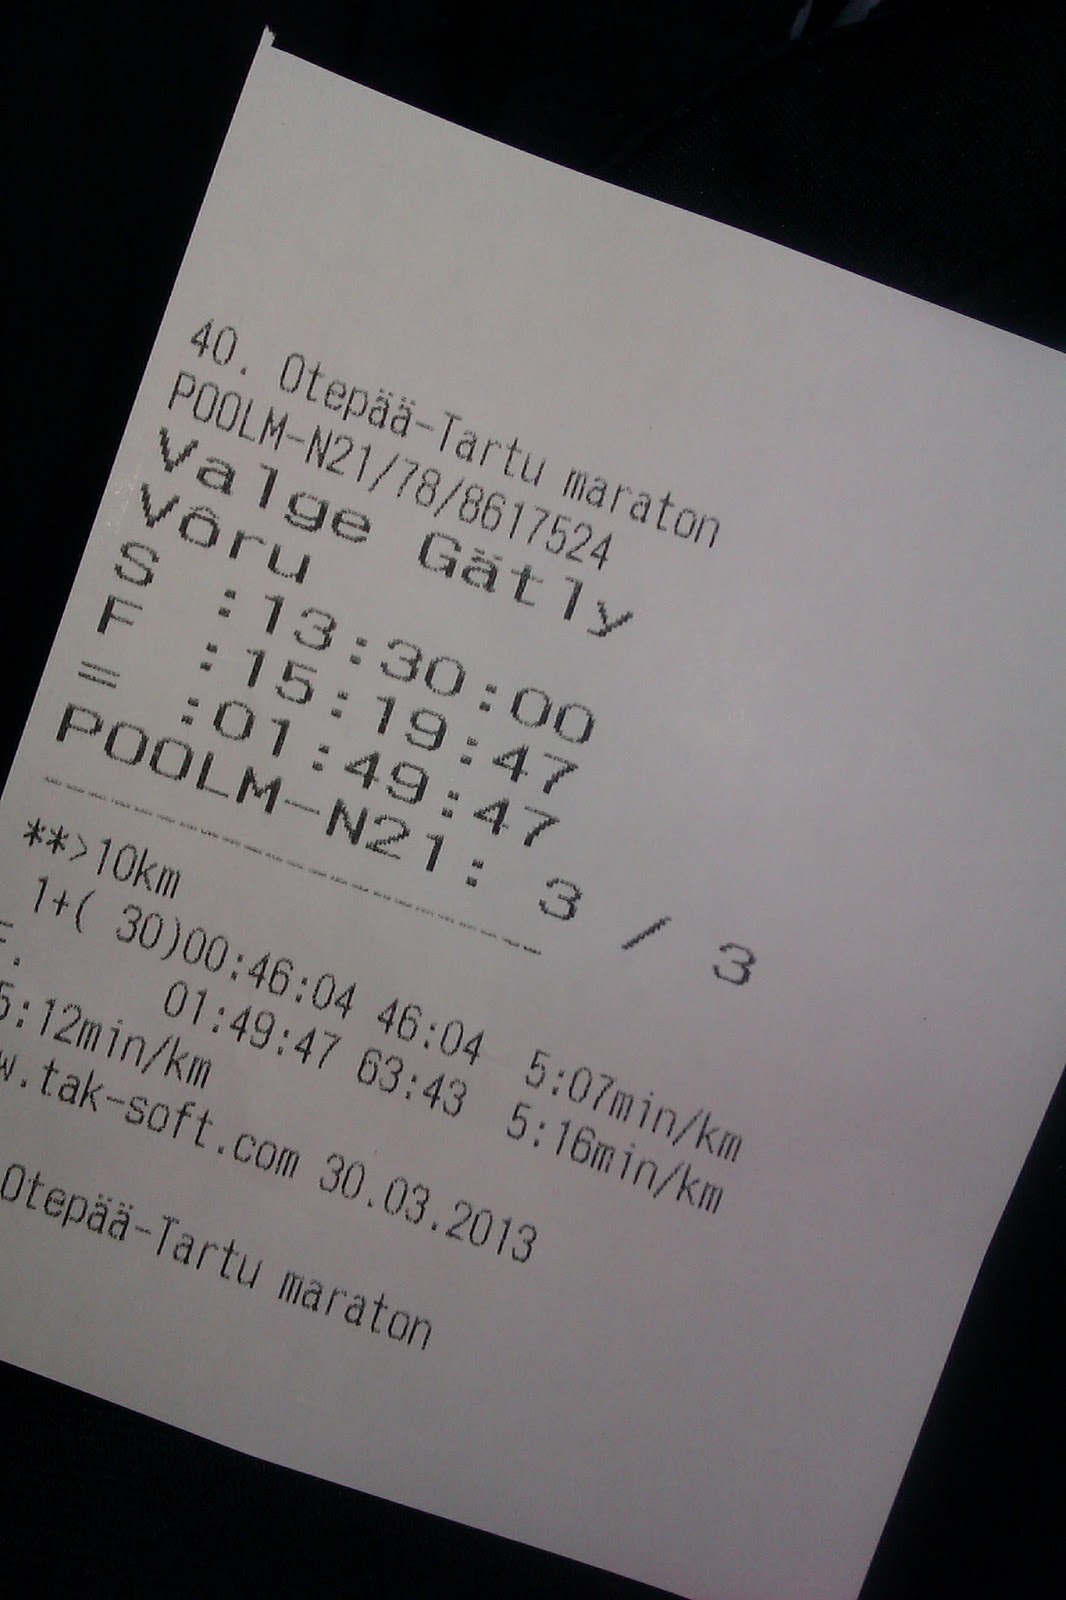 40. Otepää-Tartu maraton
POOLM-N21/78/8617524
Valge Gätly
Vôru
S :13:30:00
F :15:19:47
= :01:49:47
POOLM-N21: 3 / 3
--------------------------------
**>10km
1+( 30)00:46:04 46:04 5:07min/km
F. 01:49:47 63:43 5:16min/km
5:12min/km
w.tak-soft.com 30.03.2013
Otepää-Tartu maraton